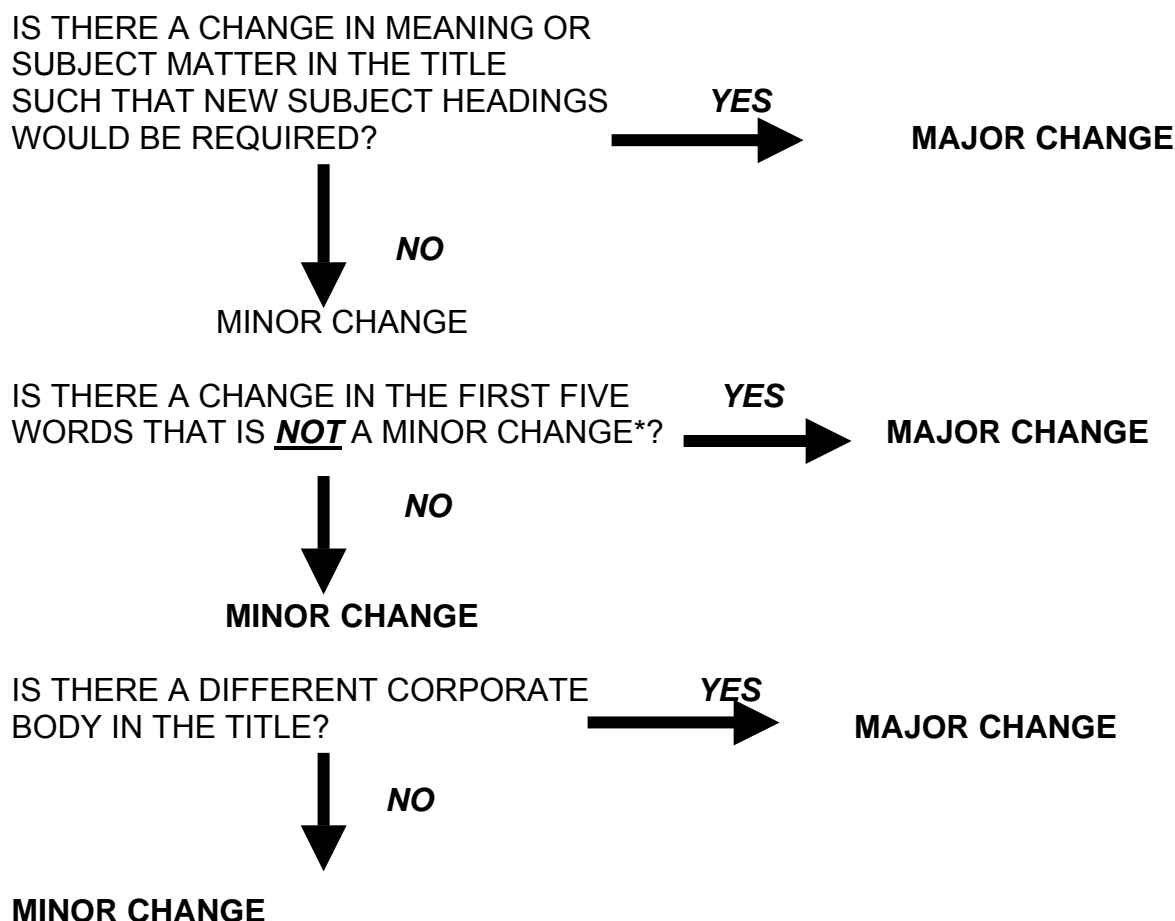 IS THERE A CHANGE IN MEANING OR
SUBJECT MATTER IN THE TITLE
SUCH THAT NEW SUBJECT HEADINGS
WOULD BE REQUIRED?
YES
MAJOR CHANGE
NO
MINOR CHANGE
IS THERE A CHANGE IN THE FIRST FIVE
WORDS THAT IS NOT A MINOR CHANGE*?
YES
MAJOR CHANGE
NO
MINOR CHANGE
IS THERE A DIFFERENT CORPORATE
BODY IN THE TITLE?
YES
MAJOR CHANGE
NO
MINOR CHANGE